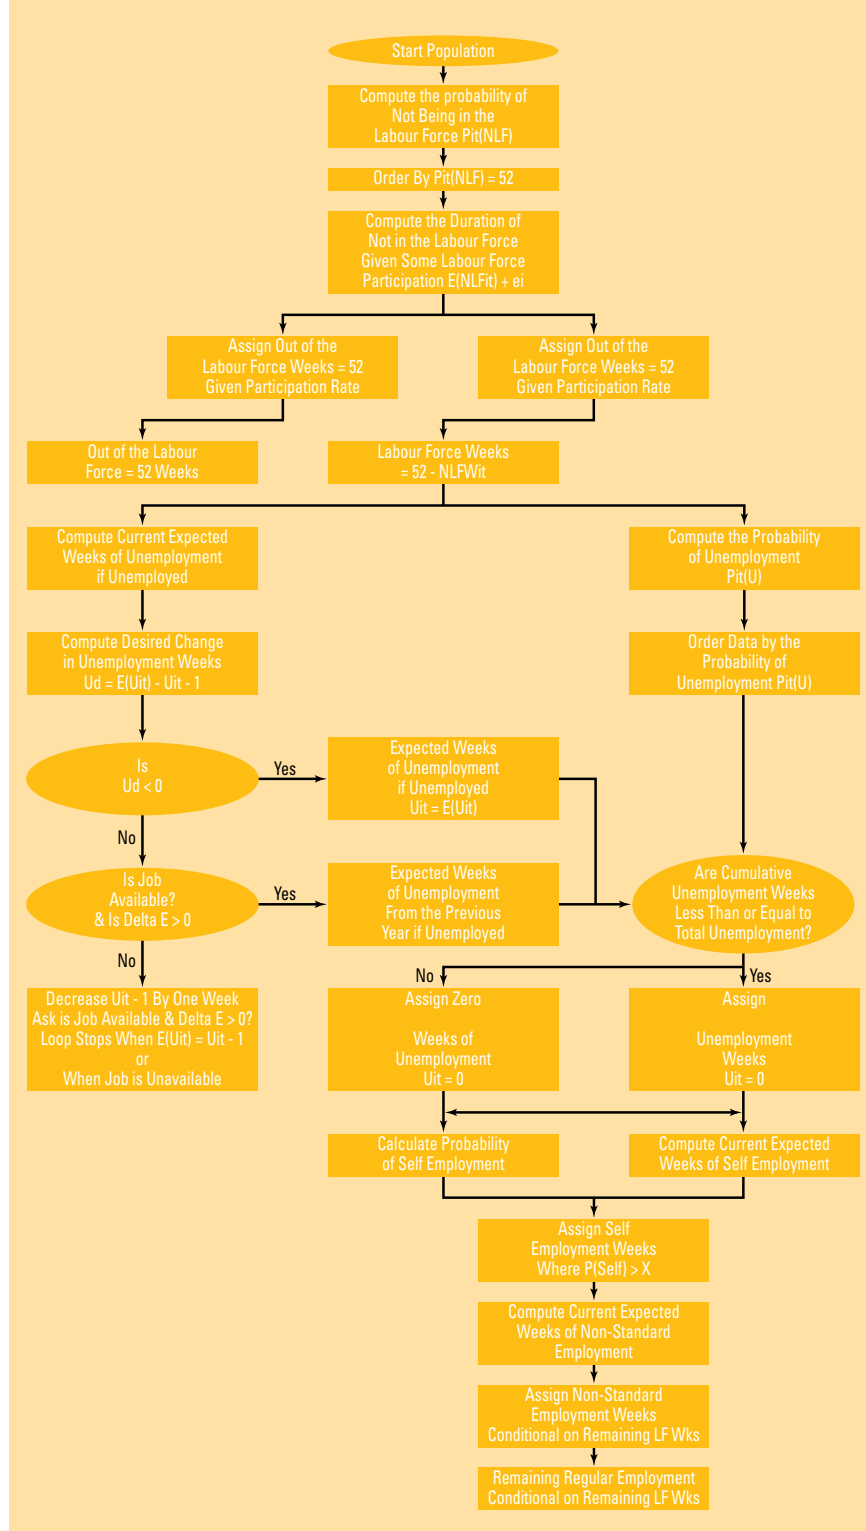 Start Population
Compute the probability of
Not Being in the
Labour Force Pit(NLF)
Order By Pit(NLF) = 52
Compute the Duration of
Not in the Labour Force
Given Some Labour Force
Participation E(NLFit) + ei
Assign Out of the
Labour Force Weeks = 52
Given Participation Rate
Assign Out of the
Labour Force Weeks = 52
Given Participation Rate
Out of the Labour
Force = 52 Weeks
Labour Force Weeks
= 52 - NLFWit
Compute Current Expected
Weeks of Unemployment
if Unemployed
Compute the Probability
of Unemployment
Pit(U)
Compute Desired Change
in Unemployment Weeks
Ud = E(Uit) - Uit - 1
Order Data by the
Probability of
Unemployment Pit(U)
Is
Ud < 0
Yes
Expected Weeks
of Unemployment
if Unemployed
Uit = E(Uit)
No
Is Job
Available?
& Is Delta E > 0
Yes
Expected Weeks
of Unemployment
From the Previous
Year if Unemployed
Are Cumulative
Unemployment Weeks
Less Than or Equal to
Total Unemployment?
No
No
Yes
Decrease Uit - 1 By One Week
Ask is Job Available & Delta E > 0?
Loop Stops When E(Uit) = Uit - 1
or
When Job is Unavailable
Assign Zero
Weeks of
Unemployment
Uit = 0
Assign
Unemployment
Weeks
Uit = 0
Calculate Probability
of Self Employment
Compute Current Expected
Weeks of Self Employment
Assign Self
Employment Weeks
Where P(Self) > X
Compute Current Expected
Weeks of Non-Standard
Employment
Assign Non-Standard
Employment Weeks
Conditional on Remaining LF Wks
Remaining Regular Employment
Conditional on Remaining LF Wks